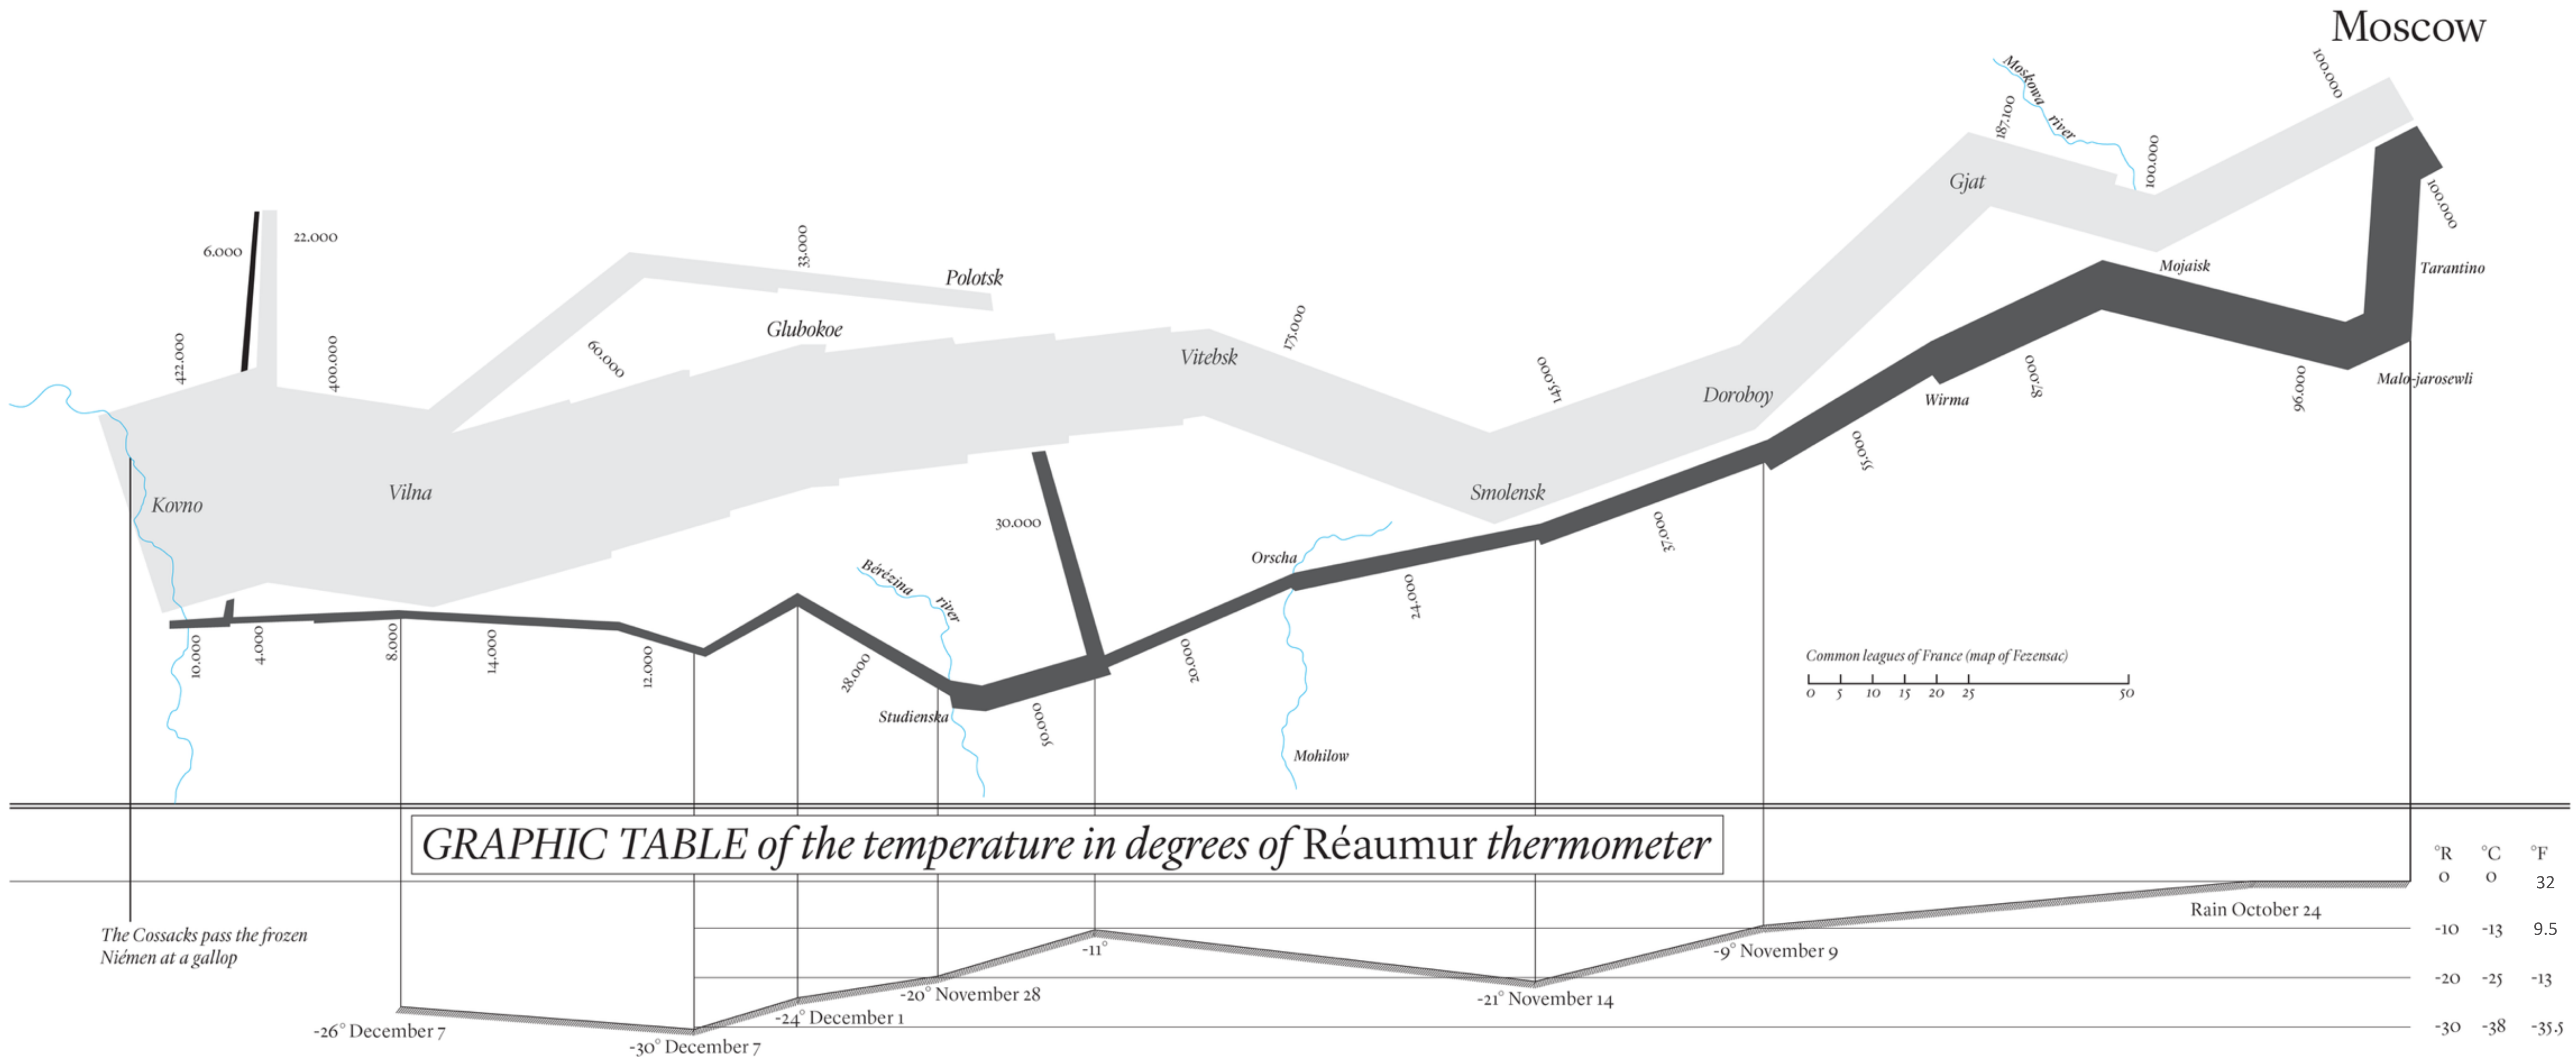 Moscow
100.000
Moskowa
river
187.100
100.000
Gjat
100.000
6.000
22.000
33.000
Polotsk
Mojaisk
Tarantino
Glubokoe
422.000
400.000
60.000
Vitebsk
175.000
145.000
Doroboy
Wirma
87.000
96.000
Malo-jarosewli
55.000
Kovno
Vilna
Smolensk
30.000
37.000
Orscha
Bérézina
river
24.000
10.000
4.000
8.000
14.000
12.000
28.000
Studienska
50.000
20.000
Mohilow
Common leagues of France (map of Fezensac)
0 5 10 15 20 25 50
GRAPHIC TABLE of the temperature in degrees of Réaumur thermometer
°R °C °F
0 0 32
Rain October 24
-10 -13 9.5
The Cossacks pass the frozen
Niémen at a gallop
-11°
-9° November 9
-20 -25 -13
-20° November 28
-21° November 14
-24° December 1
-26° December 7
-30 -38 -35.5
-30° December 7